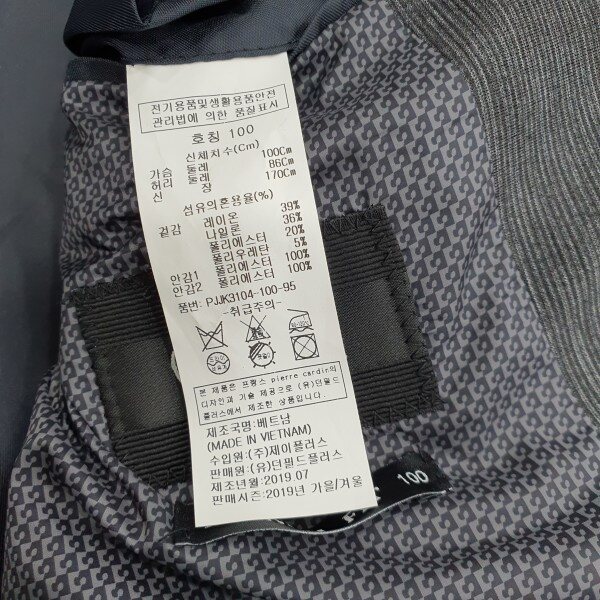 전기용품및생활용품안전
관리법에 의한 품질표시
호칭 100
신체치수(Cm)
가슴 둘레 100Cm
허리 둘레 86Cm
신 장 170Cm
섬유의혼용율(%)
겉감 레이온 39%
나일론 36%
폴리에스터 20%
폴리우레탄 5%
안감1 폴리에스터 100%
안감2 폴리에스터 100%
품번: PJJK3104-100-95
-취급주의-
본 제품은 프랑스 pierre cardin의
디자인과 기술 제공으로 (유)던필드
플러스에서 제조한 상품입니다.
제조국명:베트남
(MADE IN VIETNAM)
수입원:(주)제이플러스
판매원:(유)던필드플러스
제조년월:2019.07
판매시즌:2019년 가을/겨울
100